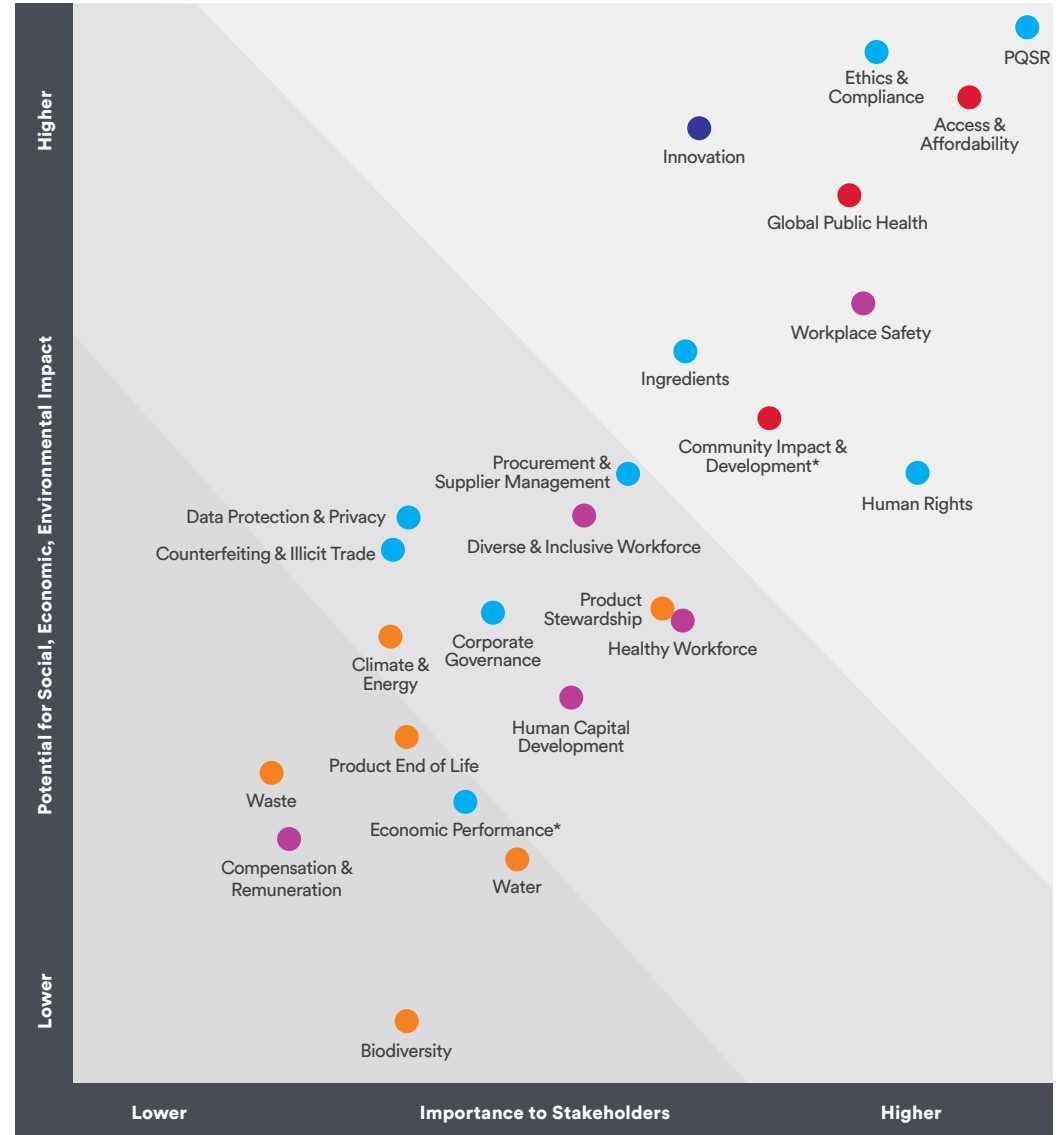 PQSR
Ethics &
Compliance
Access &
Affordability
Innovation
Global Public Health
Workplace Safety
Ingredients
Community Impact &
Development*
Procurement &
Supplier Management
Human Rights
Data Protection & Privacy
Diverse & Inclusive Workforce
Counterfeiting & Illicit Trade
Product
Stewardship
Corporate
Governance
Healthy Workforce
Climate &
Energy
Human Capital
Development
Product End of Life
Waste
Economic Performance*
Compensation &
Remuneration
Water
Biodiversity
Higher
Potential for Social, Economic, Environmental Impact
Lower
Lower
Importance to Stakeholders
Higher